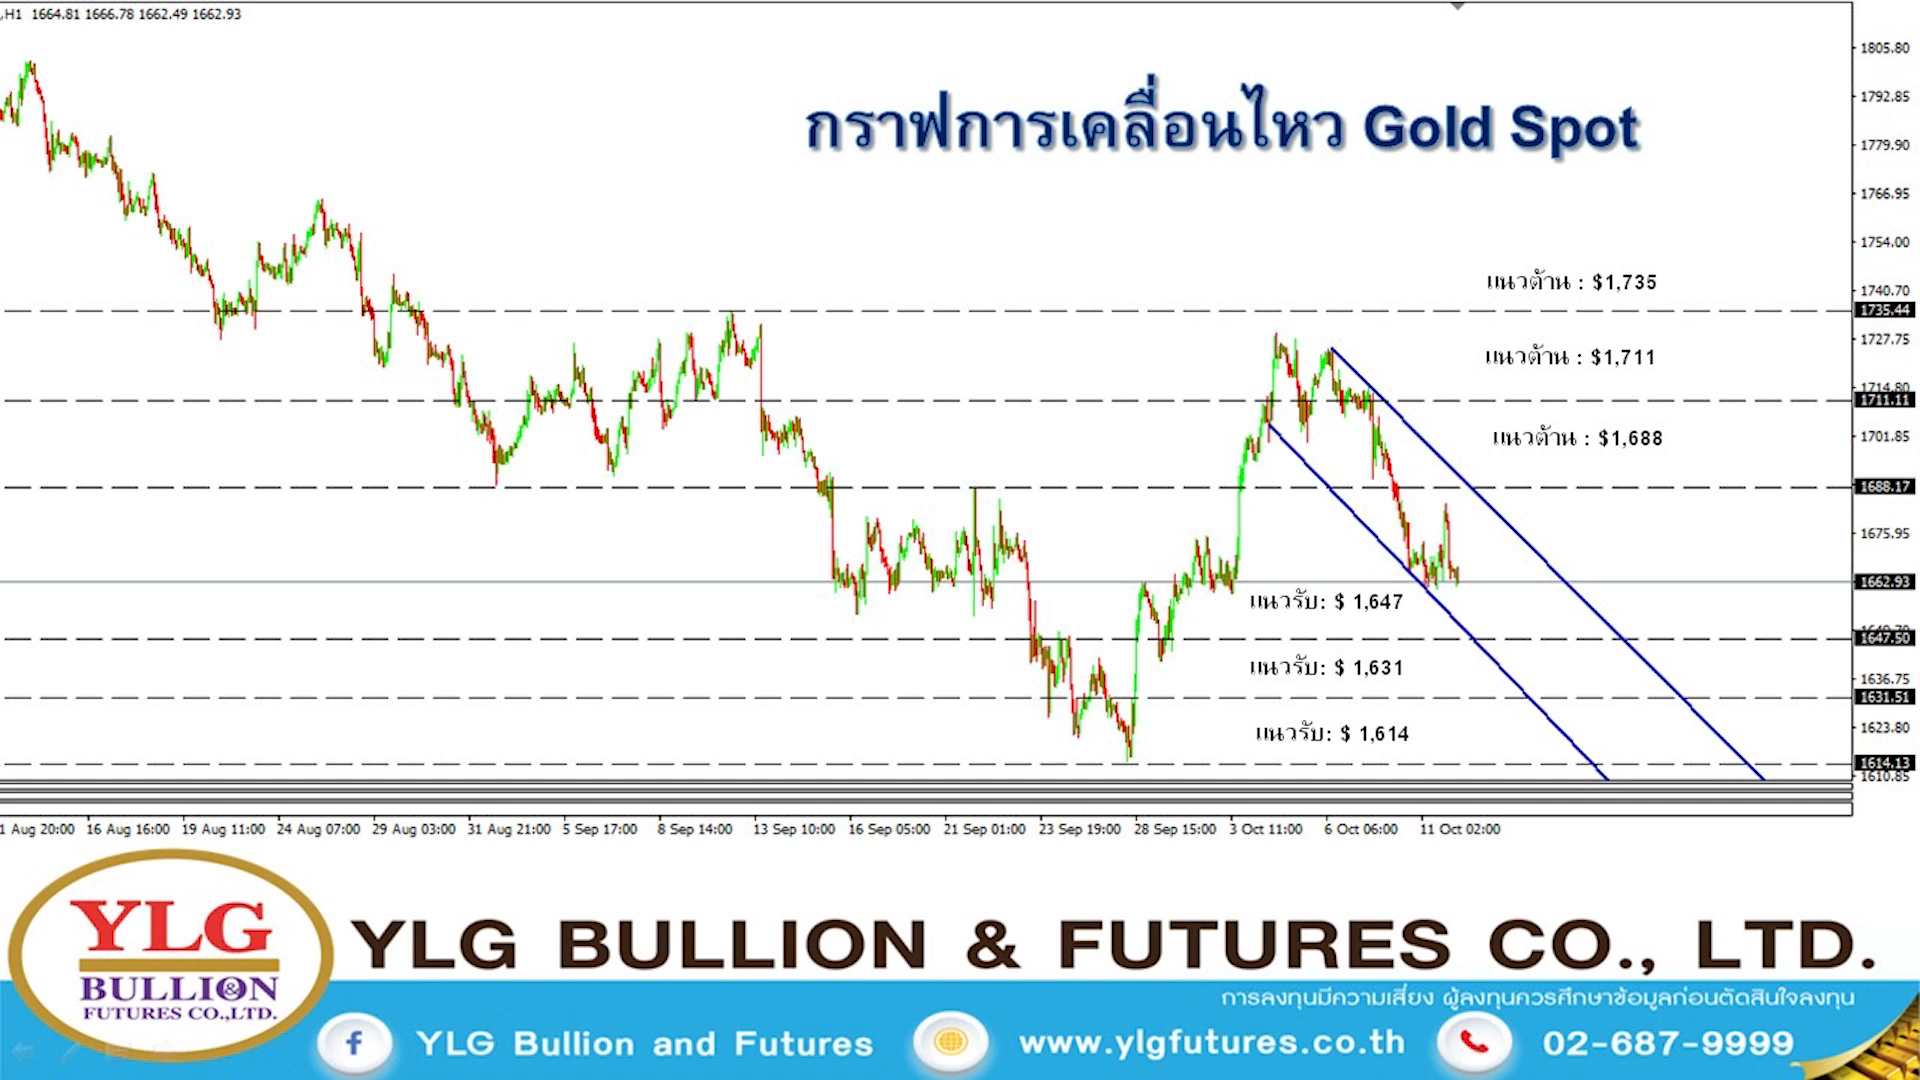 ,H1 1664.81 1666.78 1662.49 1662.93
กราฟการเคลื่อนไหว Gold Spot
1805.80
1792.85
1779.90
1766.95
1754.00
แนวต้าน : $1,735
1740.70
1735.44
1727.75
แนวต้าน : $1,711
1714.80
1711.11
1701.85
แนวต้าน : $1,688
1688.17
1675.95
1662.93
แนวรับ: $ 1,647
1647.50
แนวรับ: $ 1,631
1636.75
1631.51
1623.80
แนวรับ: $ 1,614
1614.13
1610.85
1 Aug 20:00 16 Aug 16:00 19 Aug 11:00 24 Aug 07:00 29 Aug 03:00 31 Aug 21:00 5 Sep 17:00 8 Sep 14:00 13 Sep 10:00 16 Sep 05:00 21 Sep 01:00 23 Sep 19:00 28 Sep 15:00 3 Oct 11:00 6 Oct 06:00 11 Oct 02:00
YLG
BULLION
FUTURES CO.,LTD.
YLG BULLION & FUTURES CO., LTD.
การลงทุนมีความเสี่ยง ผู้ลงทุนควรศึกษาข้อมูลก่อนตัดสินใจลงทุน
f YLG Bullion and Futures www.ylgfutures.co.th 02-687-9999